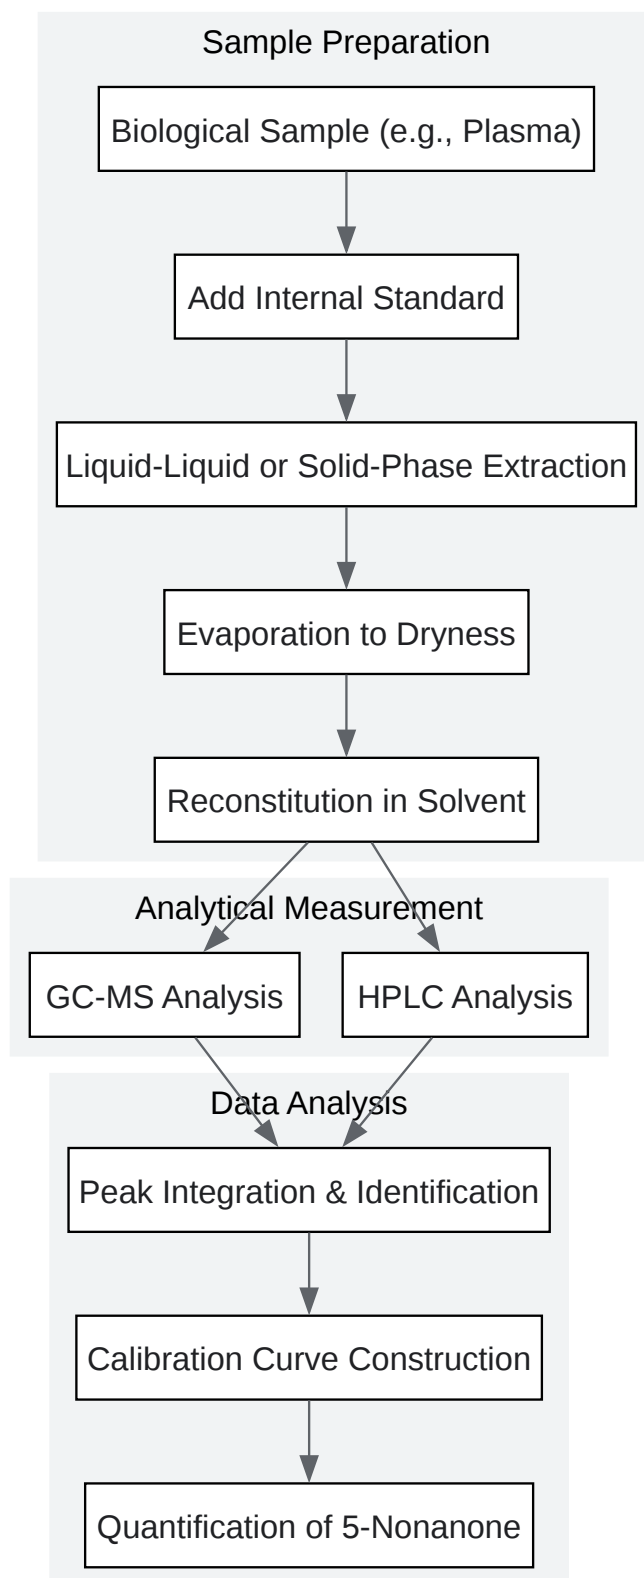 Sample Preparation
Biological Sample (e.g., Plasma)
Add Internal Standard
Liquid-Liquid or Solid-Phase Extraction
Evaporation to Dryness
Reconstitution in Solvent
Analytical Measurement
GC-MS Analysis
HPLC Analysis
Data Analysis
Peak Integration & Identification
Calibration Curve Construction
Quantification of 5-Nonanone